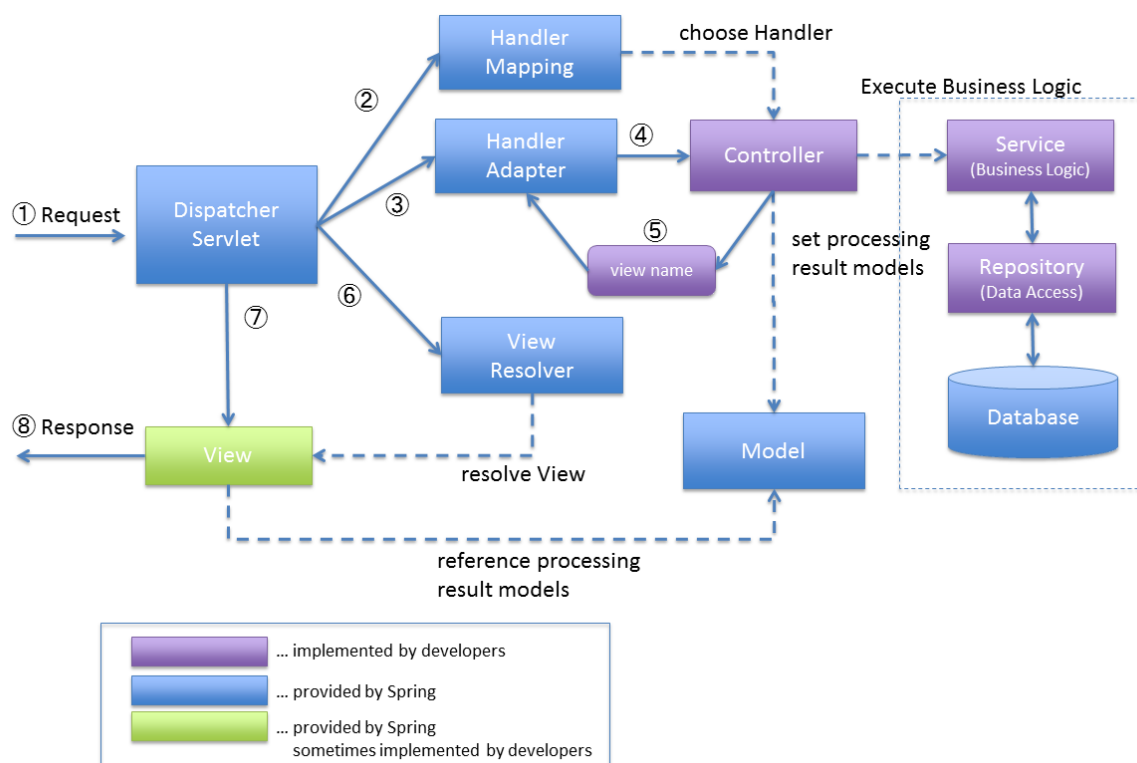 Handler
Mapping
choose Handler
②
Execute Business Logic
Handler
Adapter
④
Controller
Service
(Business Logic)
① Request
Dispatcher
Servlet
③
⑤
view name
set processing
result models
Repository
(Data Access)
⑥
⑦
View
Resolver
Database
⑧ Response
View
resolve View
Model
reference processing
result models
... implemented by developers
... provided by Spring
... provided by Spring
sometimes implemented by developers